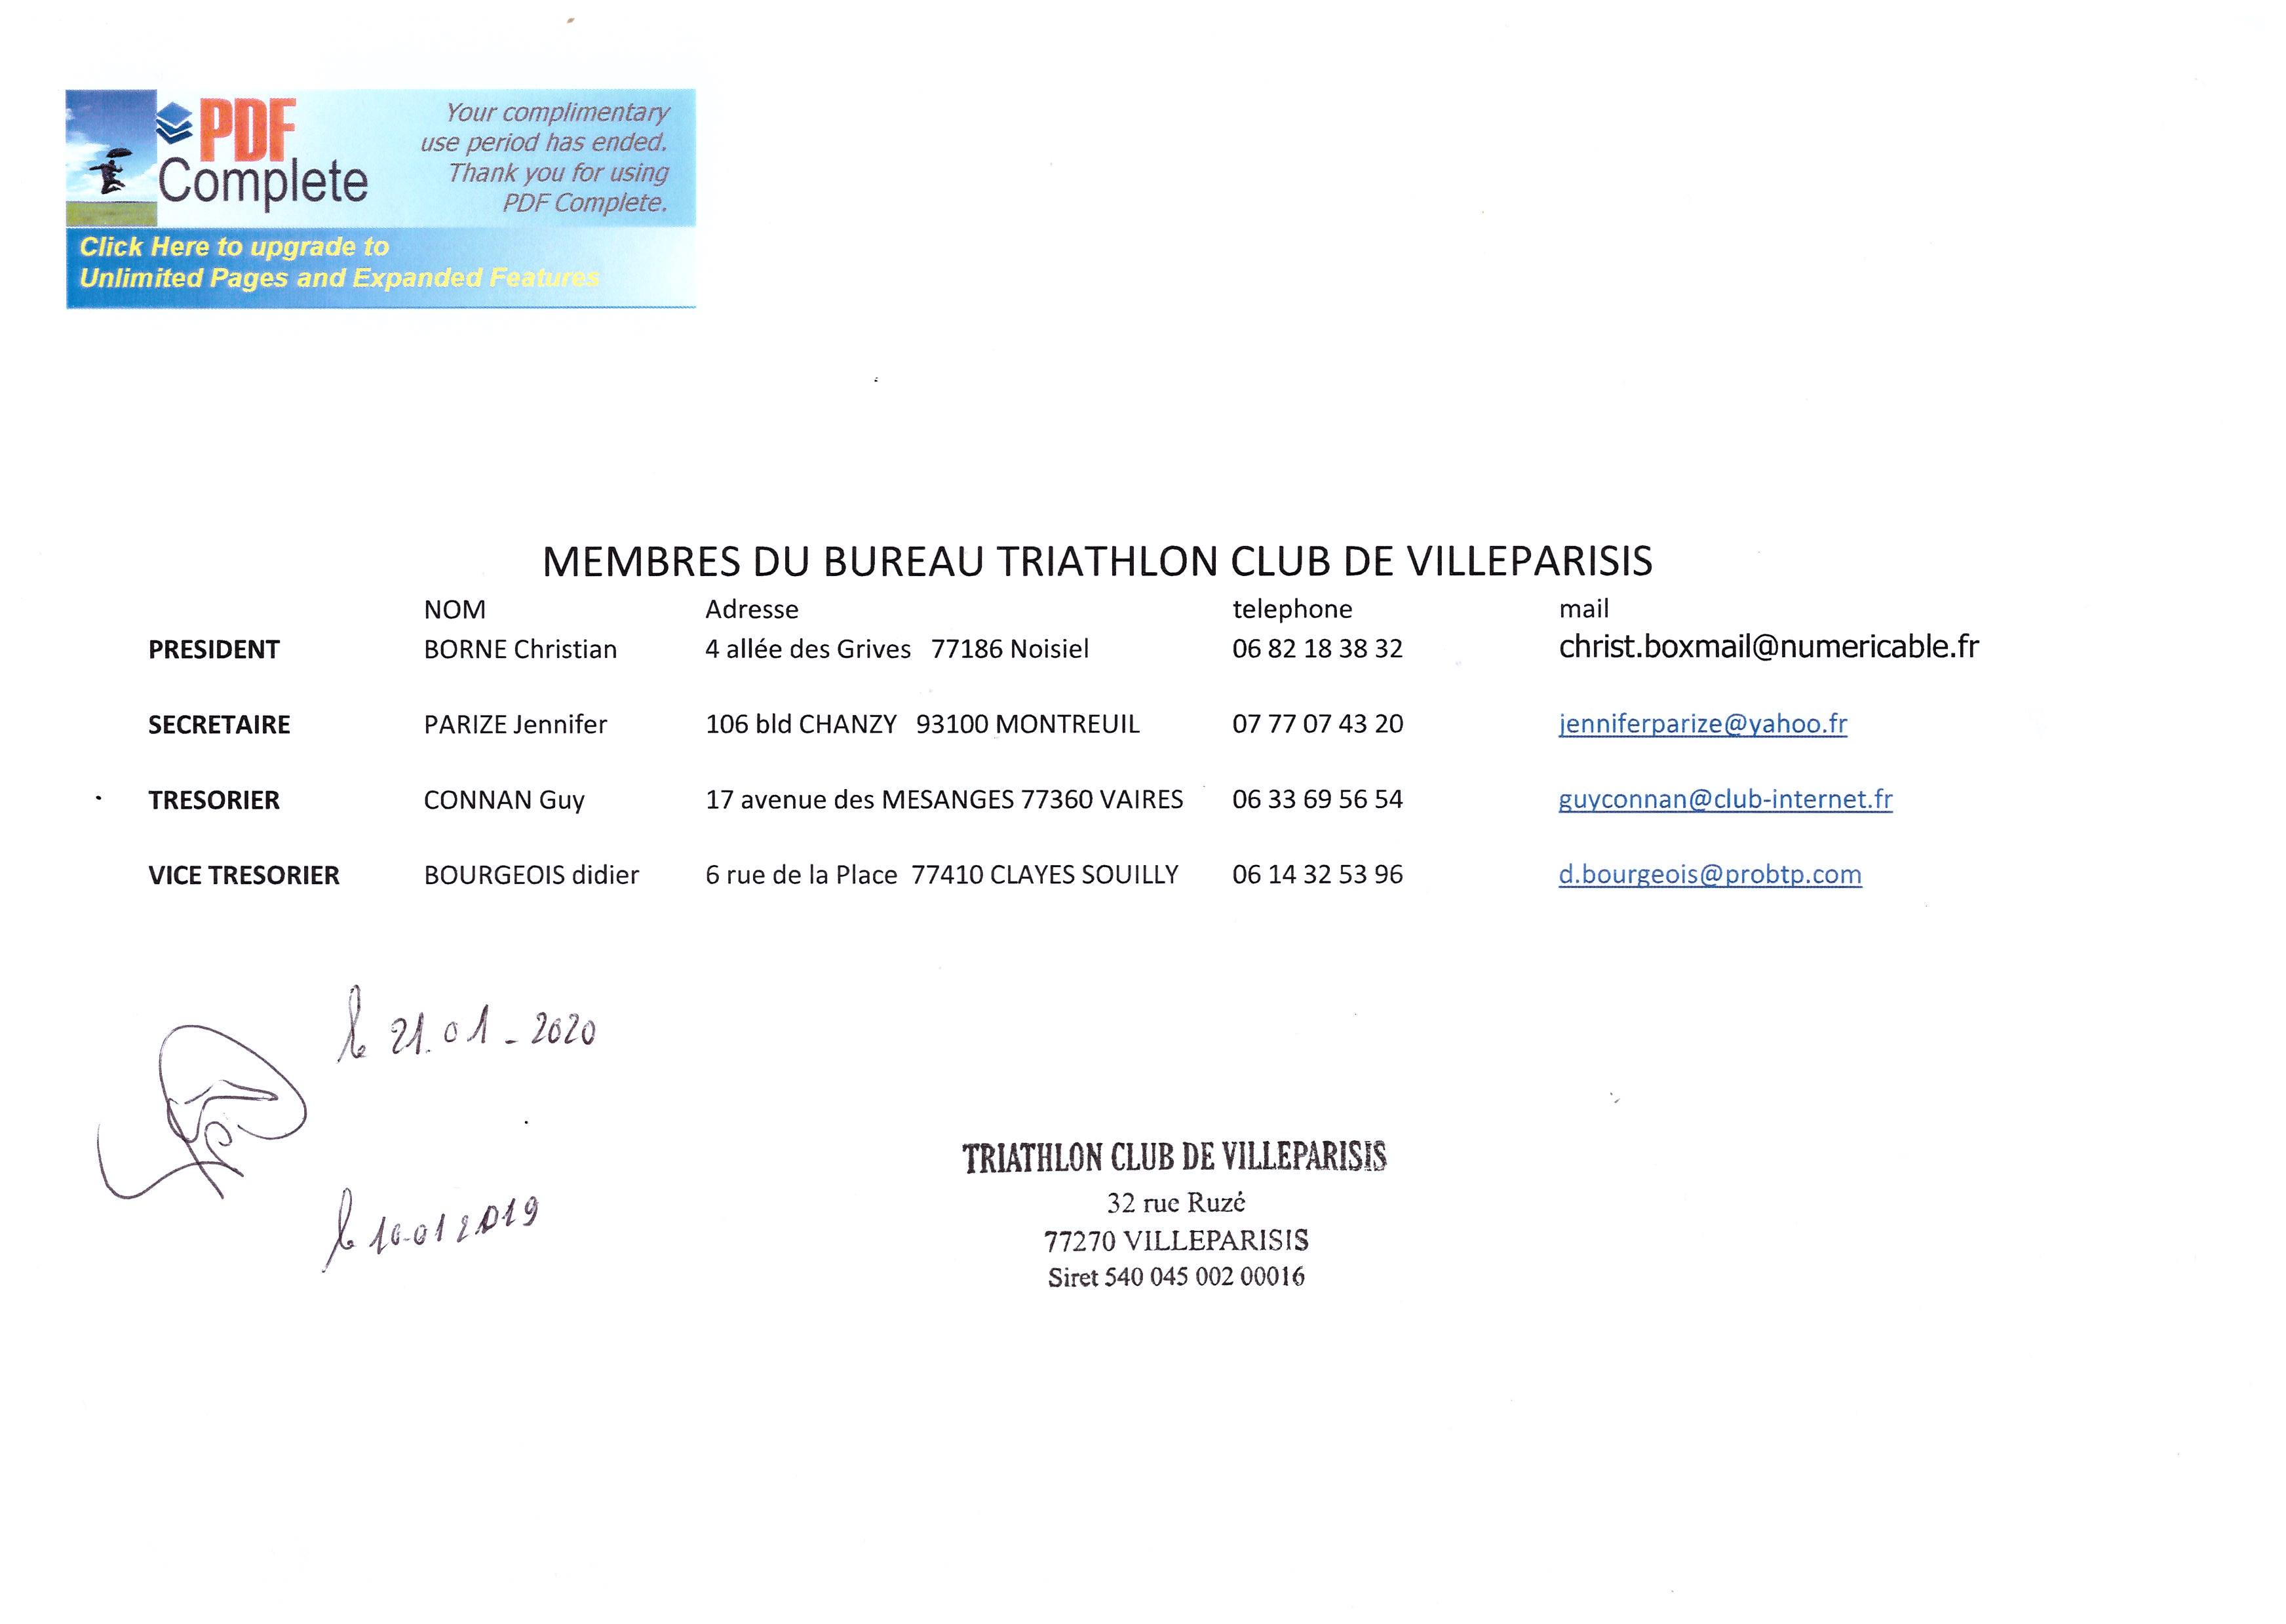 PDF
Complete
Your complimentary
use period has ended.
Thank you for using
PDF Complete.
Click Here to upgrade to
Unlimited Pages and Expanded Features
MEMBRES DU BUREAU TRIATHLON CLUB DE VILLEPARISIS
NOM Adresse telephone mail
PRESIDENT BORNE Christian 4 allée des Grives 77186 Noisiel 06 82 18 38 32 christ.boxmail@numericable.fr
SECRETAIRE PARIZE Jennifer 106 bld CHANZY 93100 MONTREUIL 07 77 07 43 20 jenniferparize@yahoo.fr
TRESORIER CONNAN Guy 17 avenue des MESANGES 77360 VAIRES 06 33 69 56 54 guyconnan@club-internet.fr
VICE TRESORIER BOURGEOIS didier 6 rue de la Place 77410 CLAYES SOUILLY 06 14 32 53 96 d.bourgeois@probtp.com
le 21.01-2020
TRIATHLON CLUB DE VILLEPARISIS
32 rue Ruzé
77270 VILLEPARISIS
Siret 540 045 002 00016
le